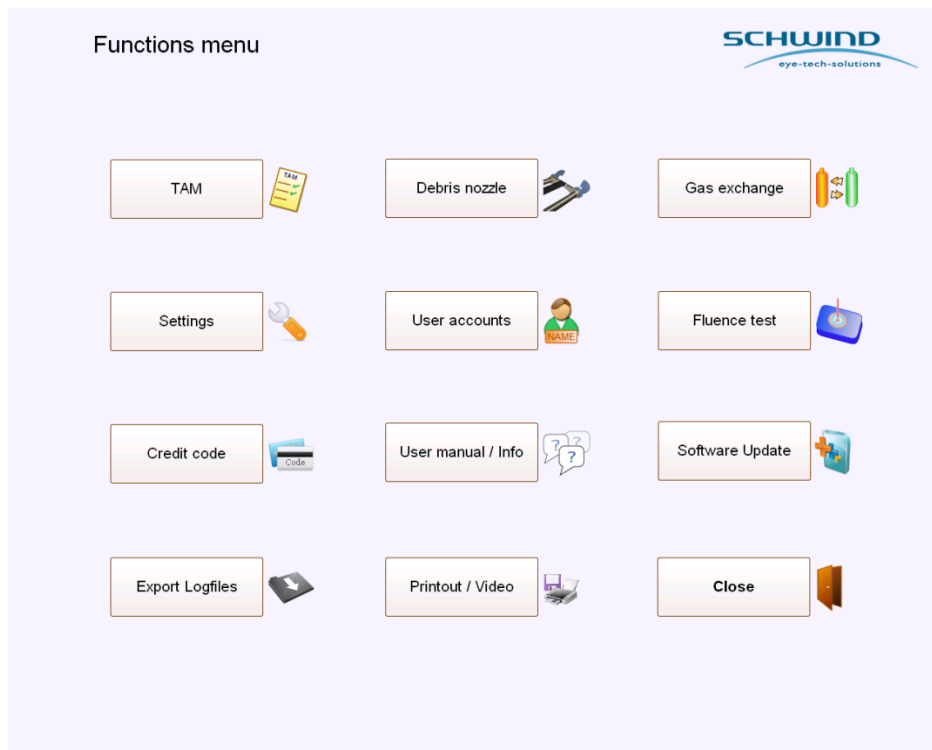 Functions menu
SCHWIND
eye-tech-solutions
TAM
TAM
Debris nozzle
Gas exchange
Settings
User accounts
NAME
Fluence test
Credit code
Code
User manual / Info
? ?
?
Software Update
Export Logfiles
Printout / Video
Close